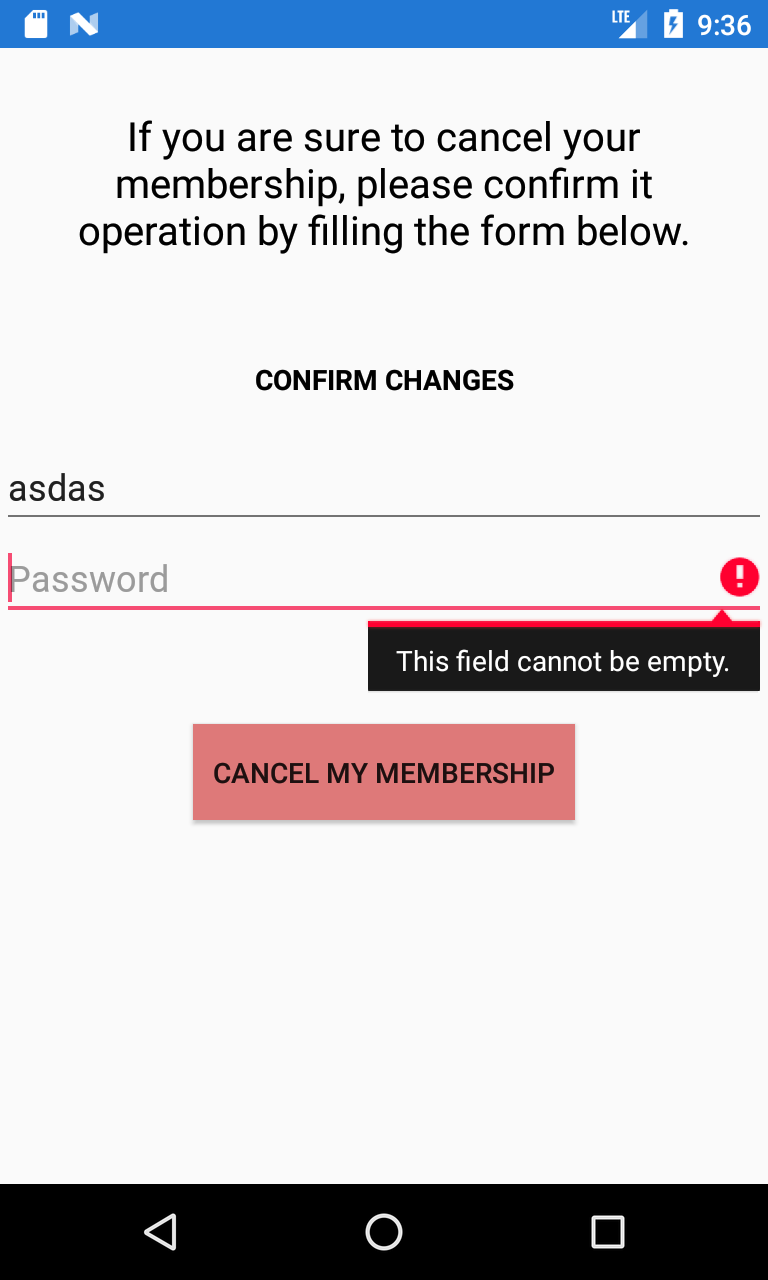 LTE 9:36
If you are sure to cancel your
membership, please confirm it
operation by filling the form below.
CONFIRM CHANGES
asdas
Password
This field cannot be empty.
CANCEL MY MEMBERSHIP